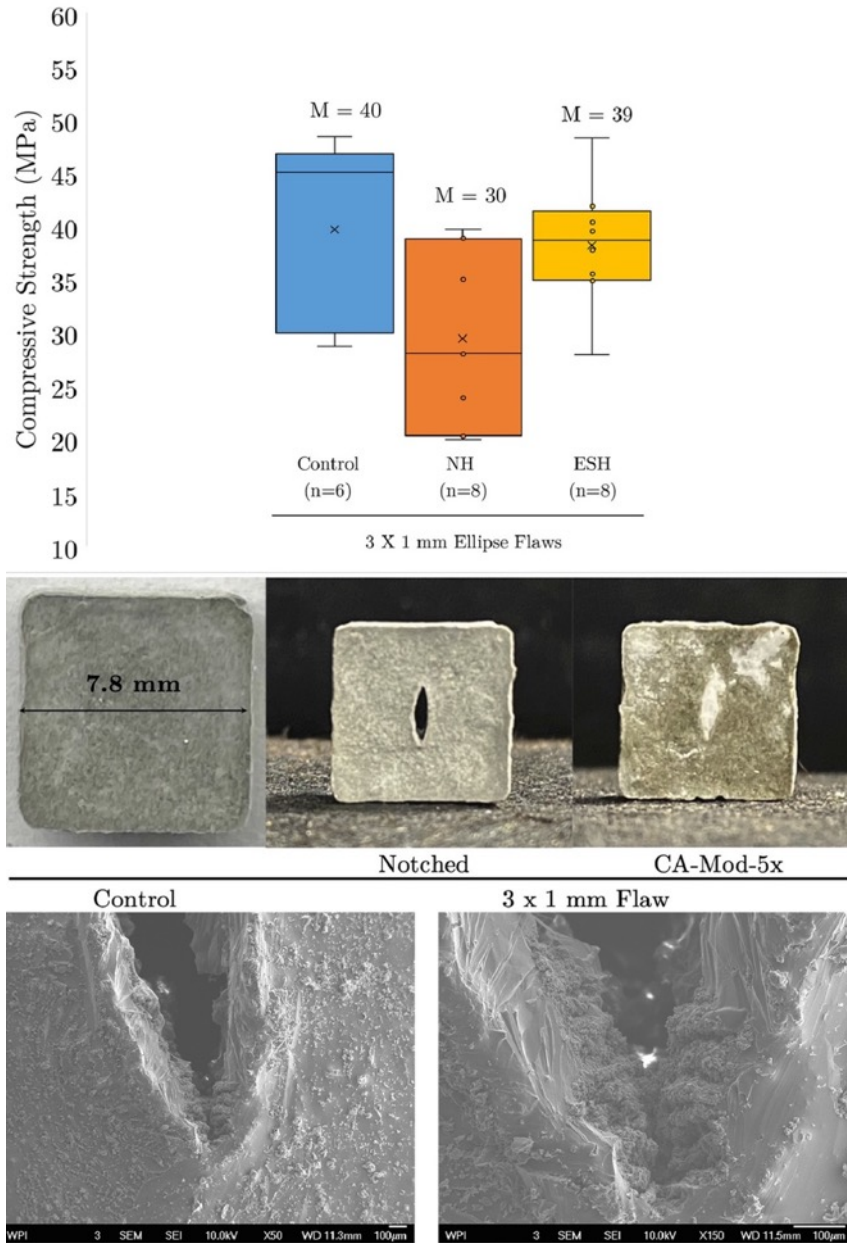 Compressive Strength (MPa)
60
55
50
45
40
35
30
25
20
15
10
M = 40
M = 30
M = 39
Control
(n=6)
NH
(n=8)
ESH
(n=8)
3 X 1 mm Ellipse Flaws
7.8 mm
Notched
CA-Mod-5x
Control
3 x 1 mm Flaw
WPI 3 SEM SEI 10.0kV X50 WD 11.3mm 100µm
WPI 3 SEM SEI 10.0kV X150 WD 11.5mm 100µm